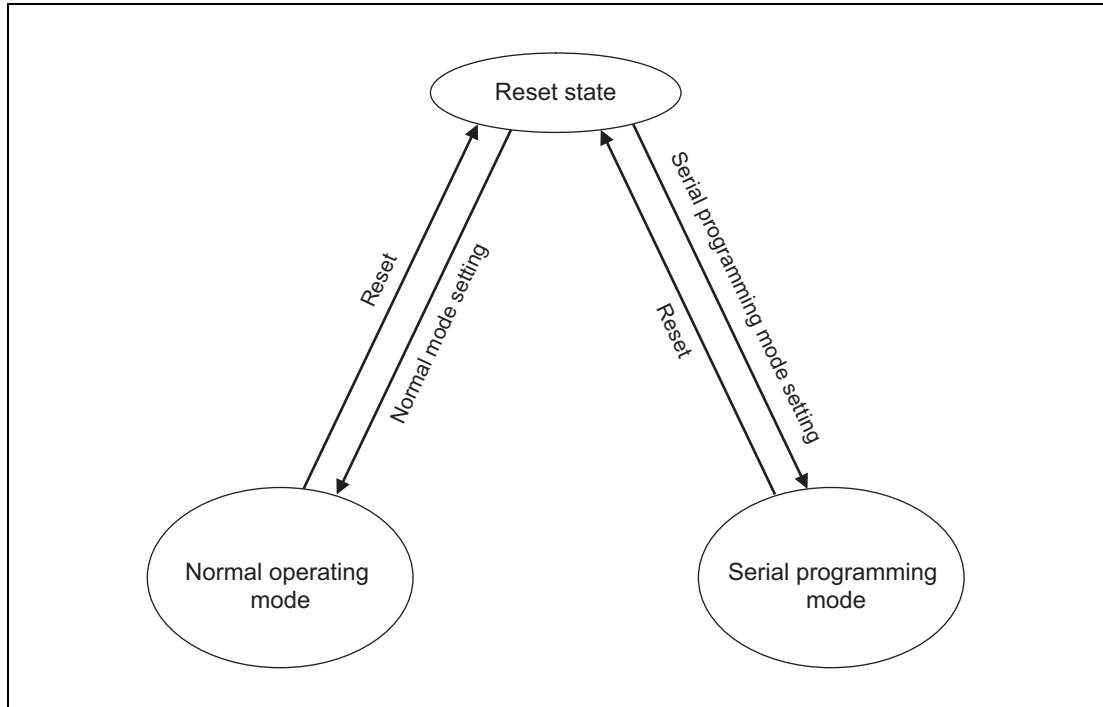 Reset state
Reset
Normal mode setting
Reset
Serial programming mode setting
Normal operating
mode
Serial programming
mode